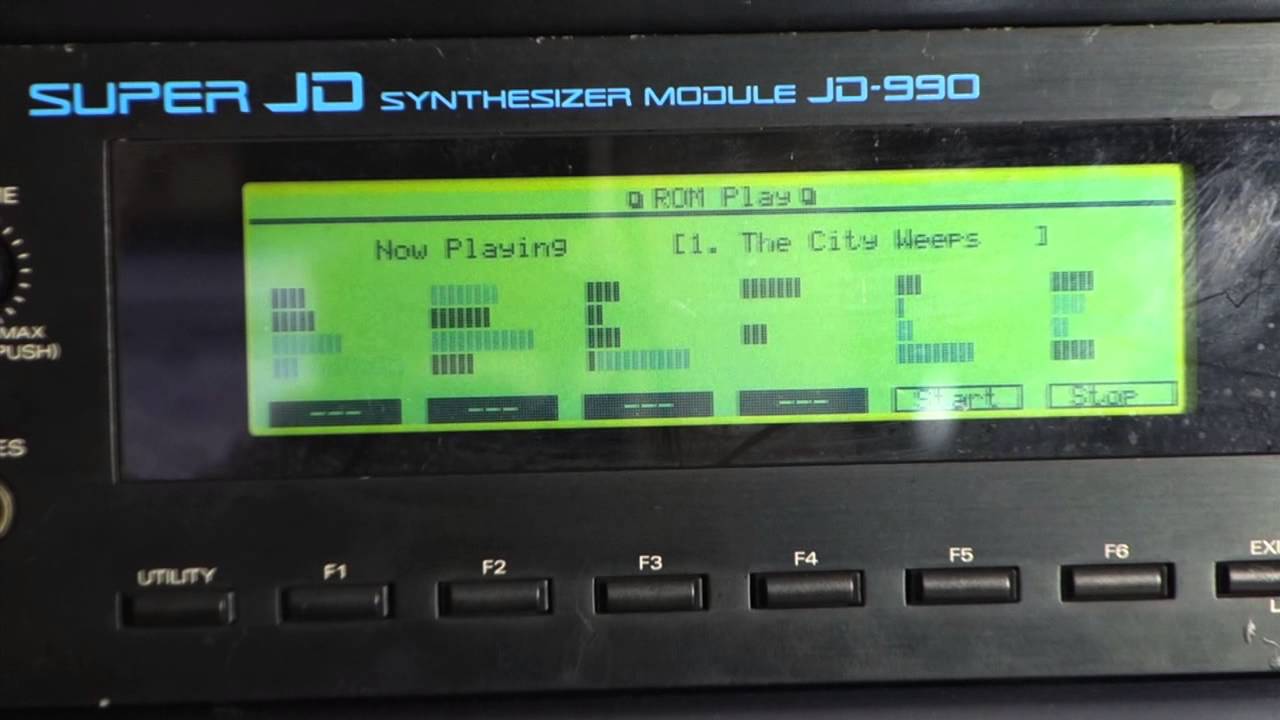 SUPER JD SYNTHESIZER MODULE JD-990
ROM Play
Now Playing [1. The City Weeps ]
--- --- --- --- Start Stop
MAX
UTILITY F1 F2 F3 F4 F5 F6